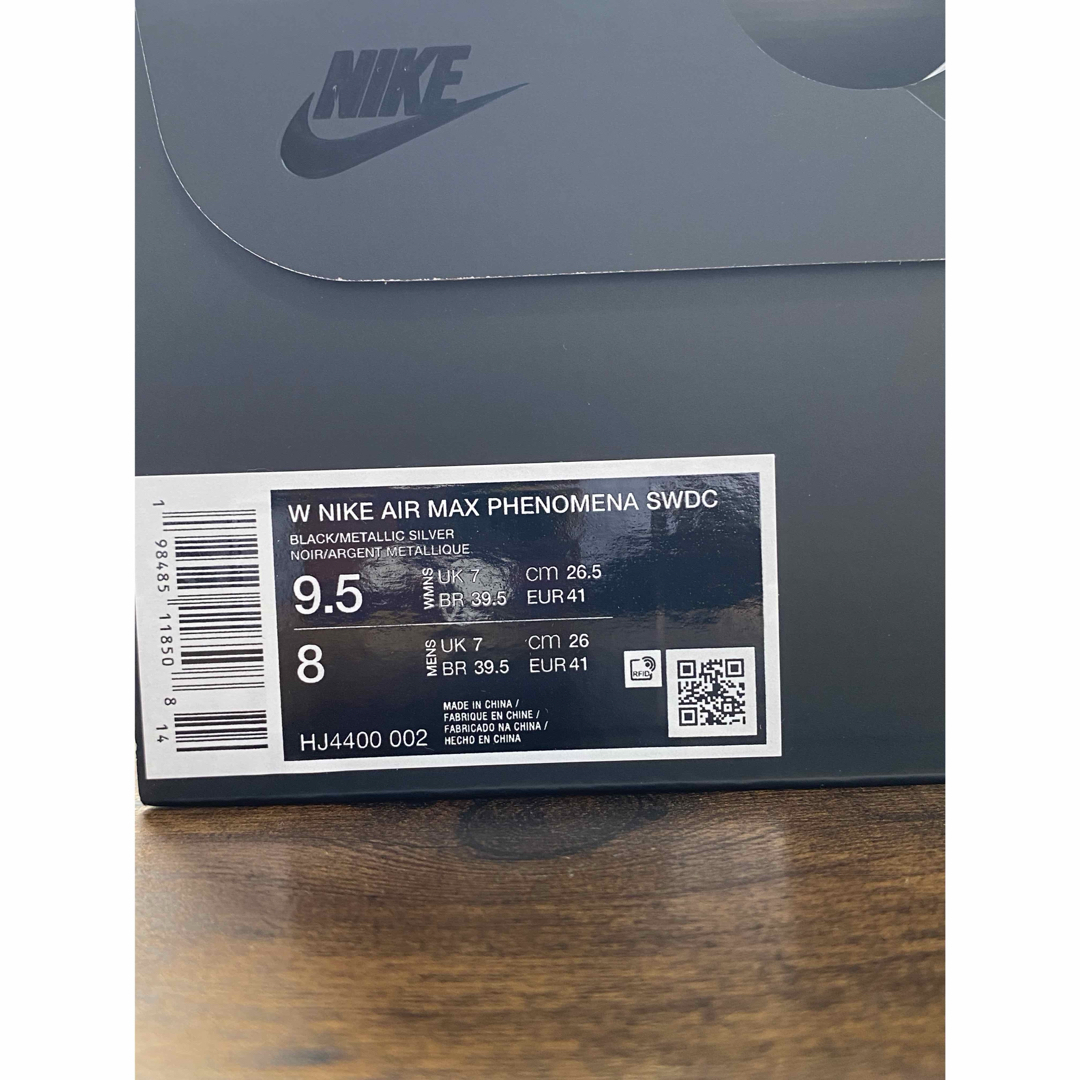 NIKE
W NIKE AIR MAX PHENOMENA SWDC
BLACK/METALLIC SILVER
NOIR/ARGENT METALLIQUE
9.5 WMNS UK 7 CM 26.5
BR 39.5 EUR 41
8 MENS UK 7 CM 26
BR 39.5 EUR 41
RFID
MADE IN CHINA /
FABRIQUE EN CHINE /
FABRICADO NA CHINA /
HECHO EN CHINA
HJ4400 002
1 98485 11850 8 14